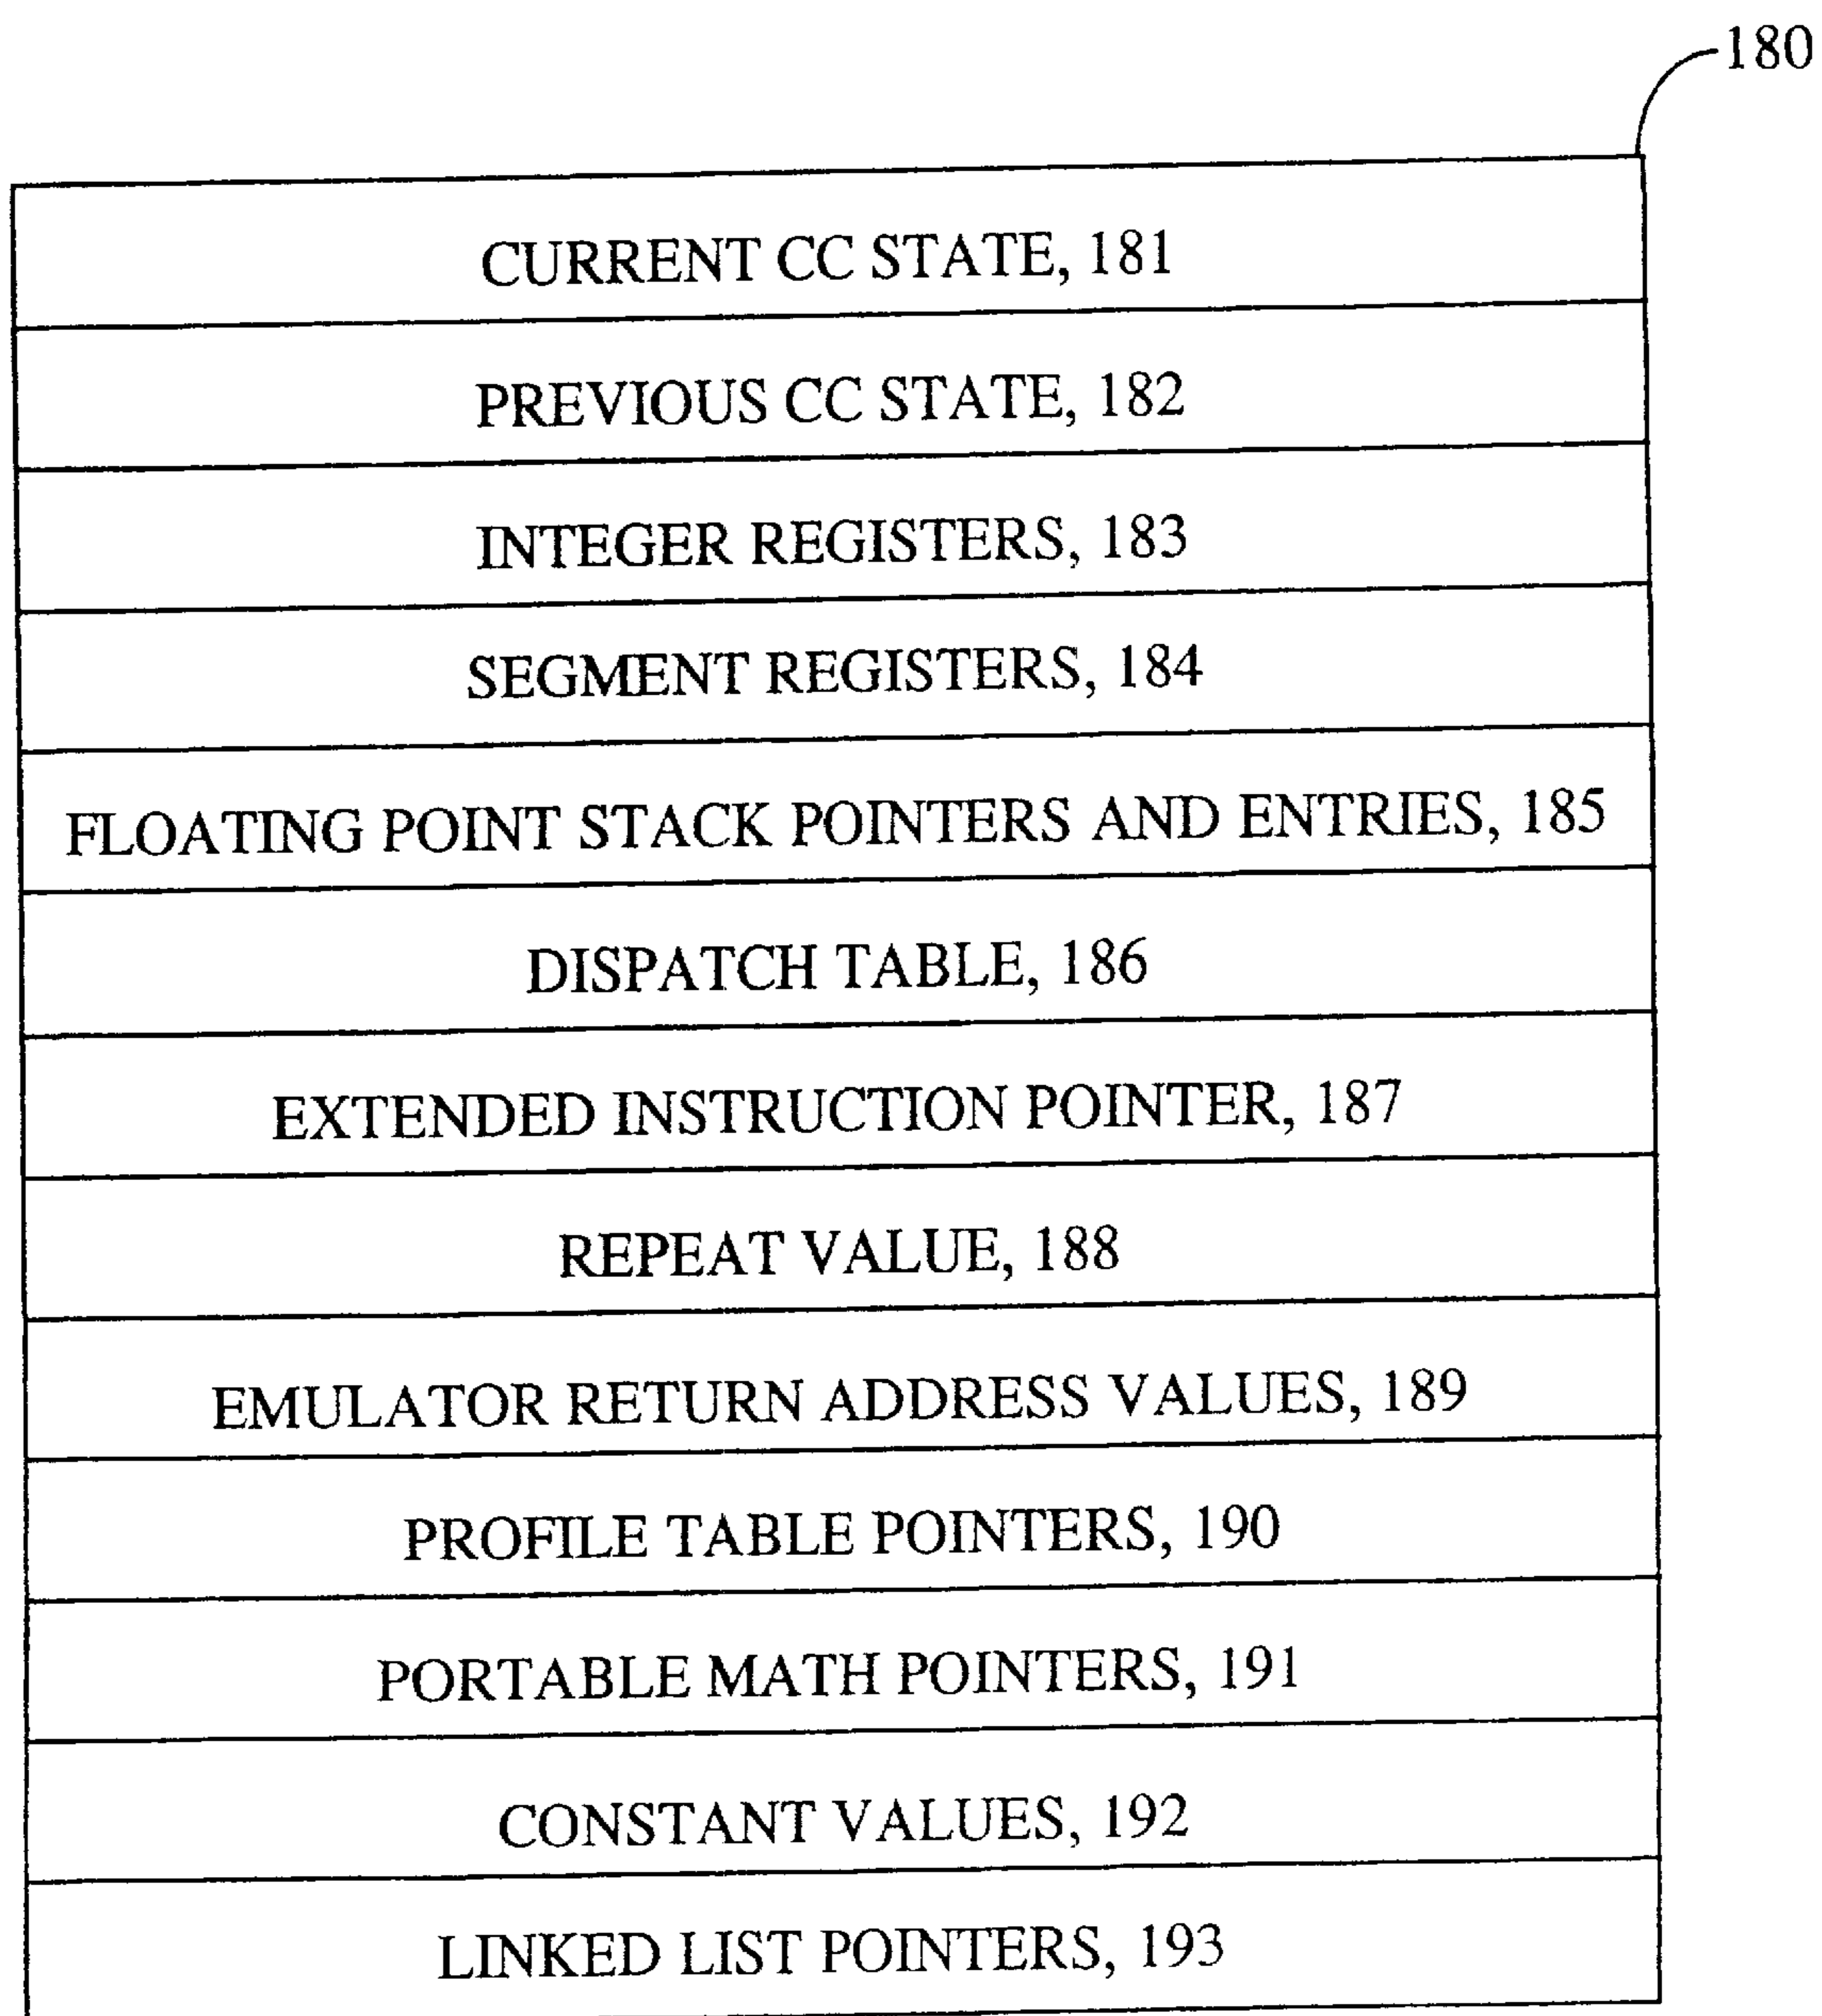 180
CURRENT CC STATE, 181
PREVIOUS CC STATE, 182
INTEGER REGISTERS, 183
SEGMENT REGISTERS, 184
FLOATING POINT STACK POINTERS AND ENTRIES, 185
DISPATCH TABLE, 186
EXTENDED INSTRUCTION POINTER, 187
REPEAT VALUE, 188
EMULATOR RETURN ADDRESS VALUES, 189
PROFILE TABLE POINTERS, 190
PORTABLE MATH POINTERS, 191
CONSTANT VALUES, 192
LINKED LIST POINTERS, 193